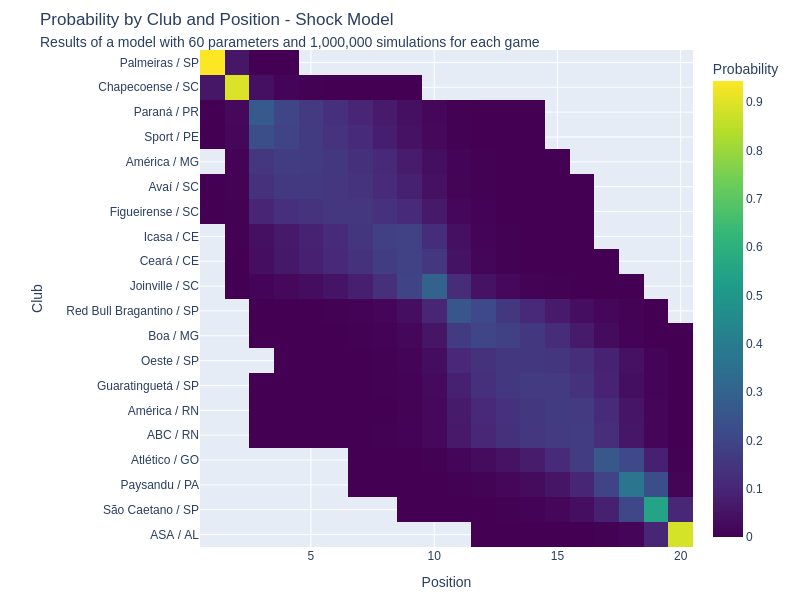 Probability by Club and Position - Shock Model
Results of a model with 60 parameters and 1,000,000 simulations for each game
Probability
Club
Palmeiras / SP
Chapecoense / SC
Paraná / PR
Sport / PE
América / MG
Avaí / SC
Figueirense / SC
Icasa / CE
Ceará / CE
Joinville / SC
Red Bull Bragantino / SP
Boa / MG
Oeste / SP
Guaratinguetá / SP
América / RN
ABC / RN
Atlético / GO
Paysandu / PA
São Caetano / SP
ASA / AL
5 10 15 20
Position
0.9
0.8
0.7
0.6
0.5
0.4
0.3
0.2
0.1
0